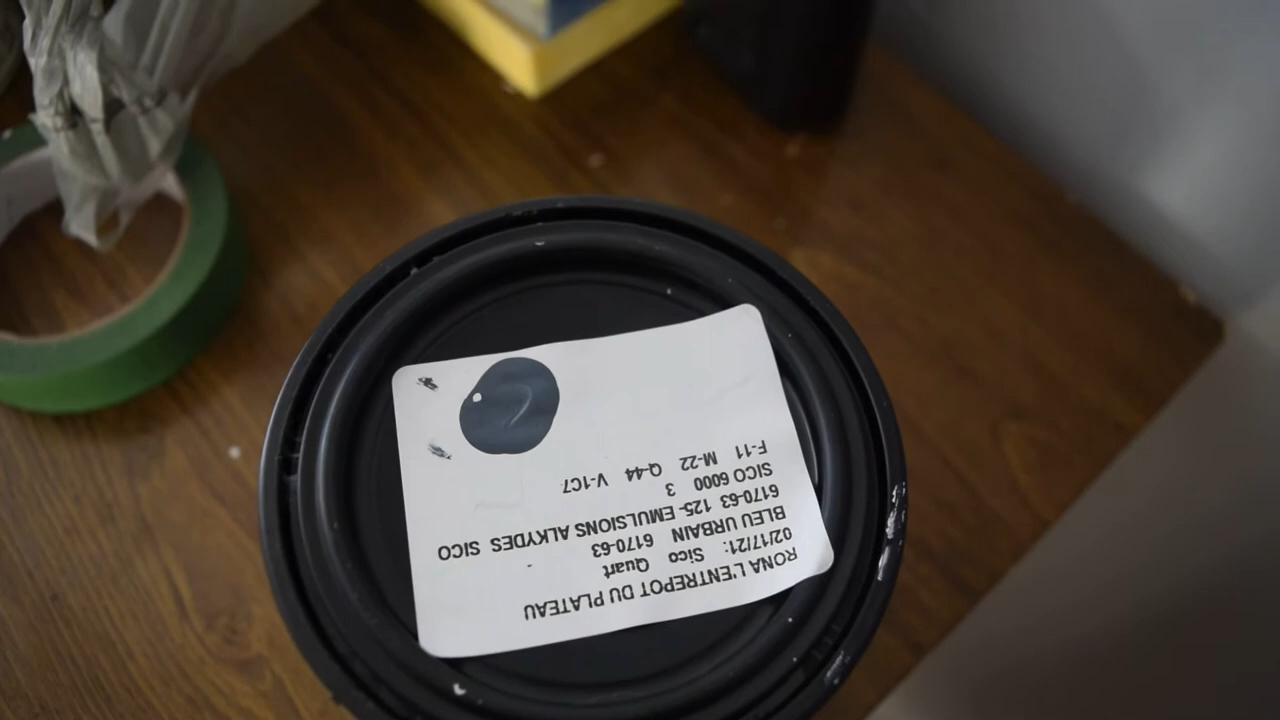 RONA L'ENTREPOT DU PLATEAU
02/17/21: Sico Quart
BLEU URBAIN 6170-63
6170-63 125- EMULSIONS ALKYDES SICO
SICO 6000 3
F-11 M-22 Q-44 V-1C7